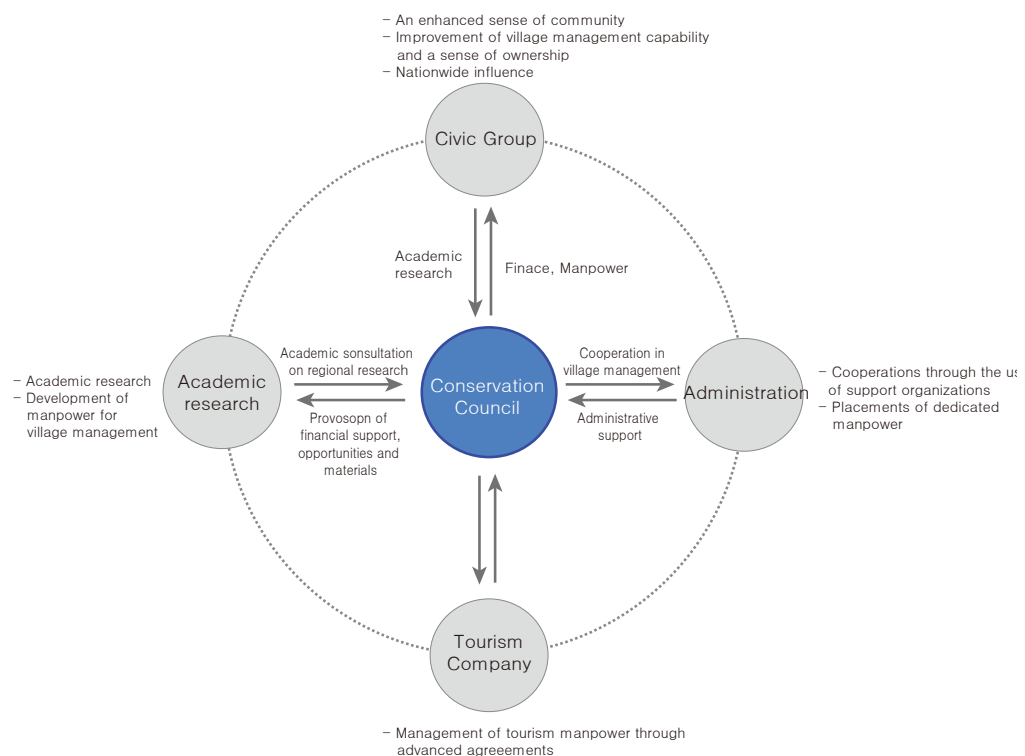 – An enhanced sense of community
– Improvement of village management capability
and a sense of ownership
– Nationwide influence
Civic Group
Academic
research
Finace, Manpower
Academic sonsultation
on regional research
Cooperation in
village management
Academic
research
– Academic research
– Development of
manpower for
village management
Conservation
Council
Administration
– Cooperations through the us
of support organizations
– Placements of dedicated
manpower
Provosopn of
financial support,
opportunities and
materials
Administrative
support
Tourism
Company
– Management of tourism manpower through
advanced agreeements